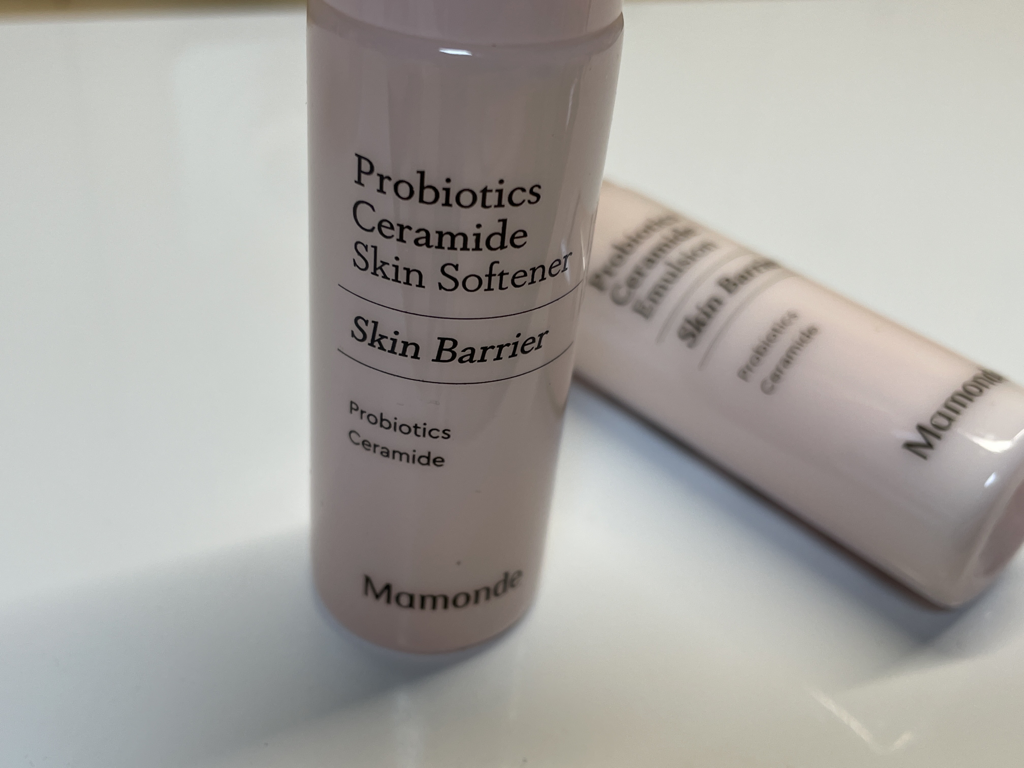 Probiotics
Ceramide
Skin Softener
Skin Barrier
Probiotics
Ceramide
Mamonde
Probiotics
Ceramide
Emulsion
Skin Barrier
Probiotics
Ceramide
Mamonde